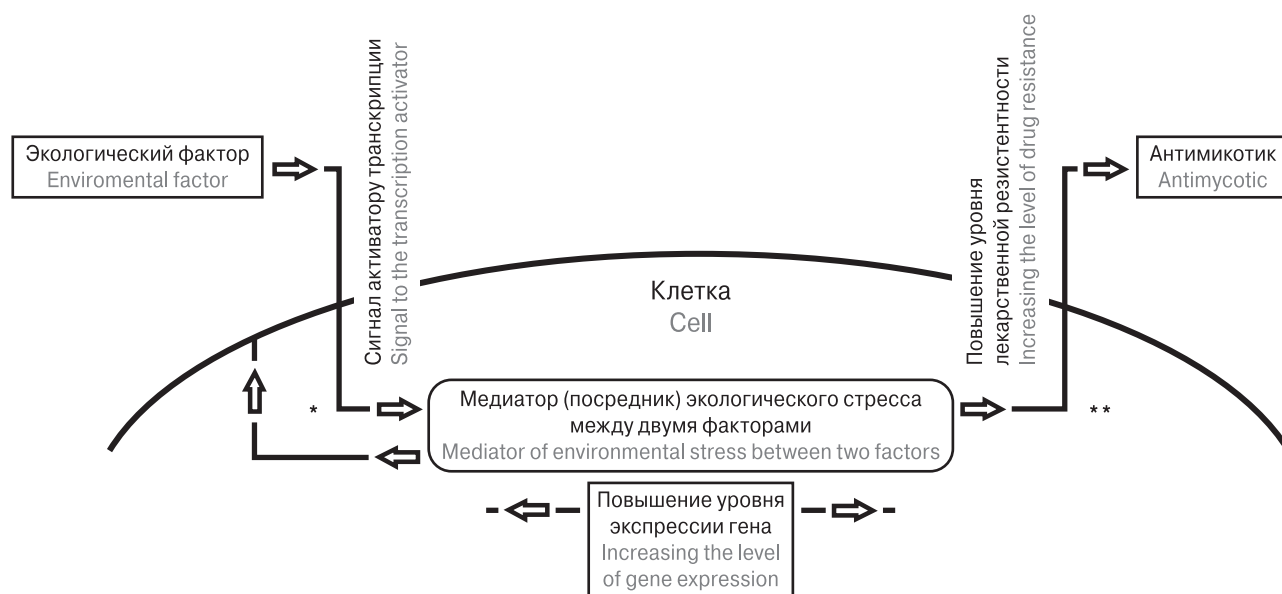 Экологический фактор
Enviromental factor
Сигнал активатору транскрипции
Signal to the transcription activator
Повышение уровня
лекарственной резистентности
Increasing the level of drug resistance
Антимикотик
Antimycotic
Клетка
Cell
*
Медиатор (посредник) экологического стресса
между двумя факторами
Mediator of environmental stress between two factors
**
Повышение уровня
экспрессии гена
Increasing the level
of gene expression